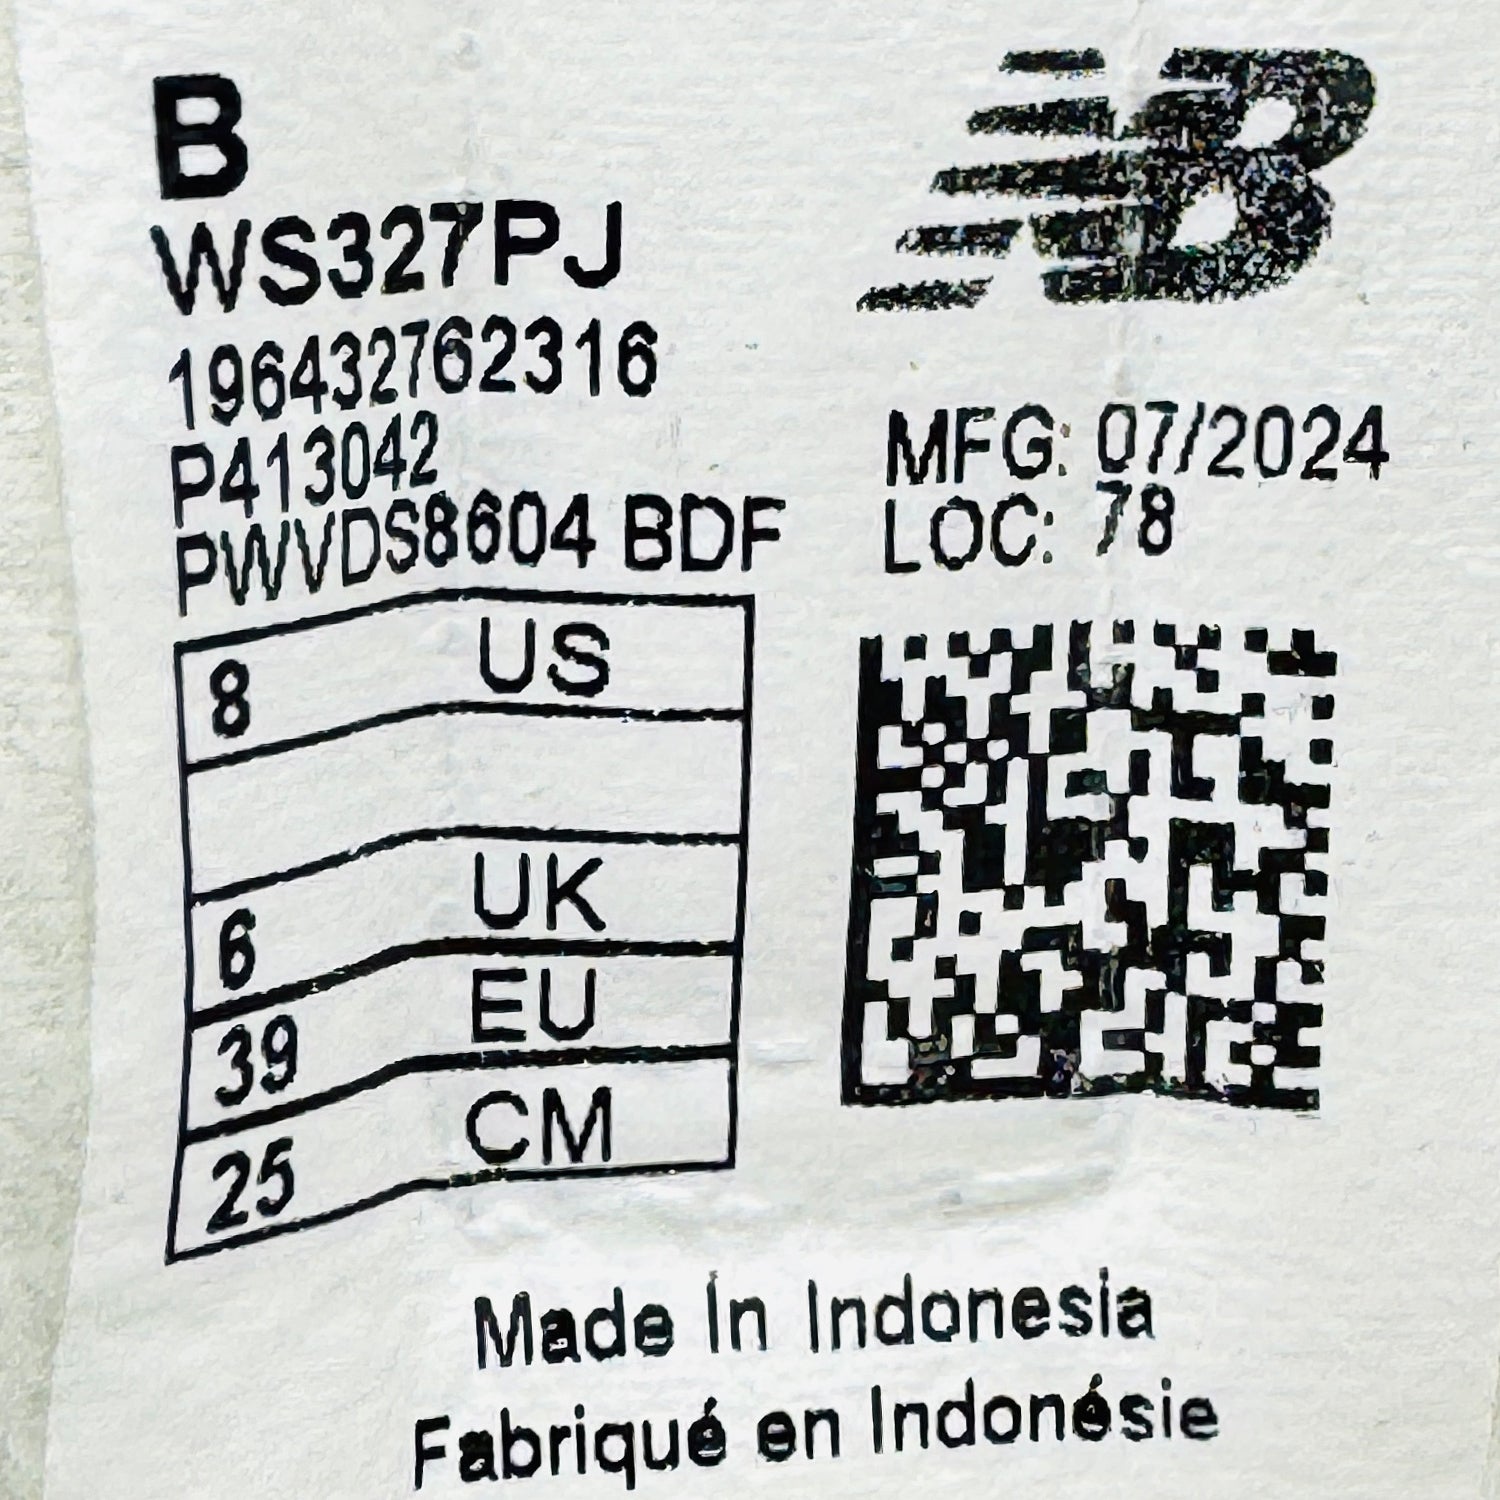 B
WS327PJ
196432762316
P413042
PWVDS8604 BDF
MFG: 07/2024
LOC: 78
8 US
6 UK
39 EU
25 CM
Made In Indonesia
Fabriqué en Indonésie